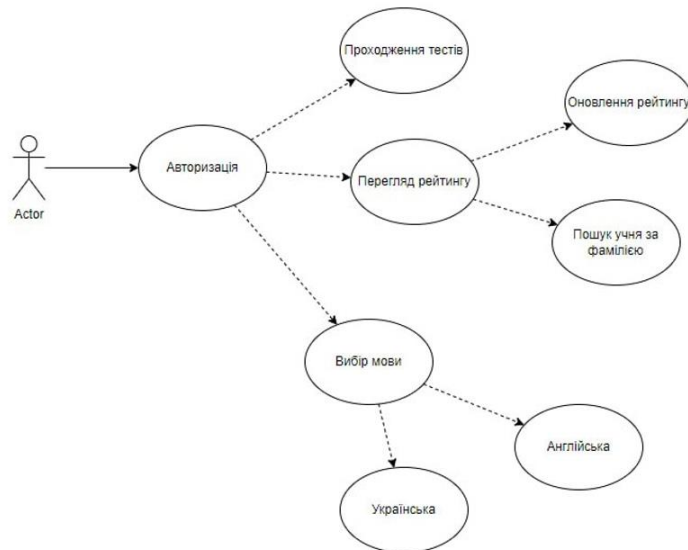 Проходження тестів
Оновлення рейтингу
Авторизація
Перегляд рейтингу
Actor
Пошук учня за
фамілією
Вибір мови
Англійська
Українська